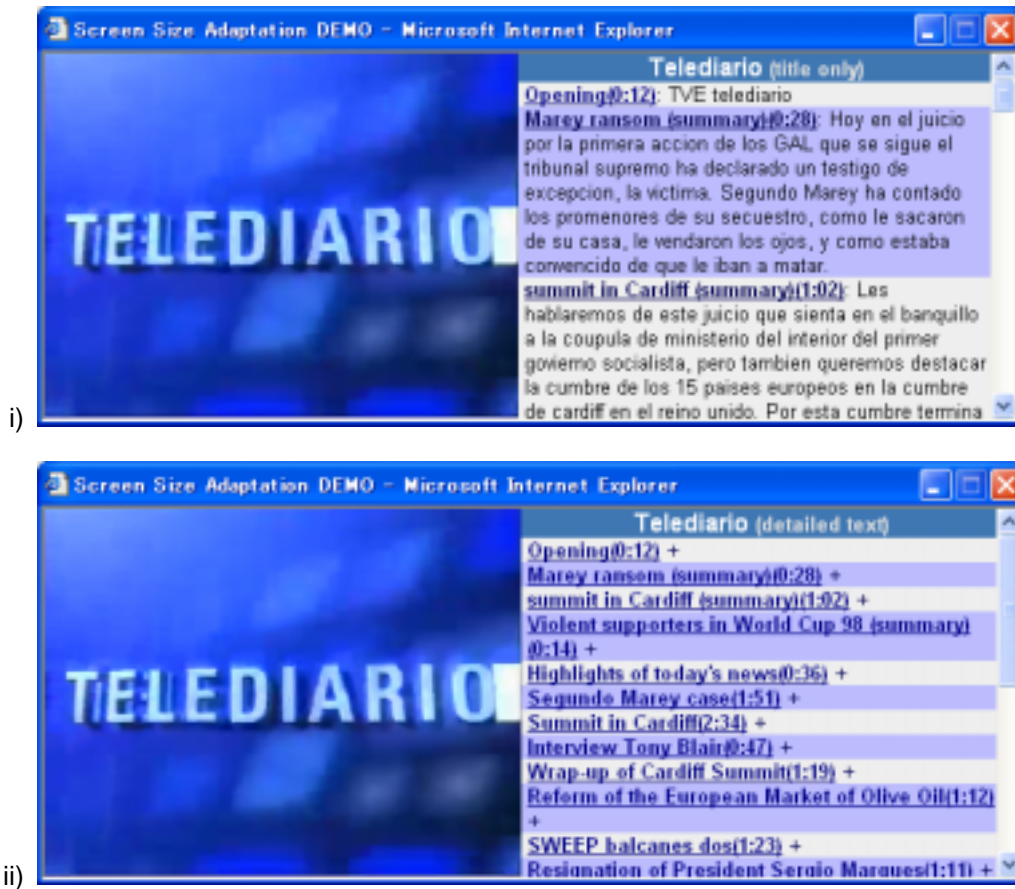 Screen Size Adaptation DEMO - Microsoft Internet Explorer
TELEDIARIO
Telediario (title only)
Opening(0:12): TVE telediario
Marey ransom (summary)(0:28): Hoy en el juicio
por la primera accion de los GAL que se sigue el
tribunal supremo ha declarado un testigo de
excepcion, la victima. Segundo Marey ha contado
los promenores de su secuestro, como le sacaron
de su casa, le vendaron los ojos, y como estaba
convencido de que le iban a matar.
summit in Cardiff (summary)(1:02): Les
hablaremos de este juicio que sienta en el banquillo
a la coupula de ministerio del interior del primer
govierno socialista, pero tambien queremos destacar
la cumbre de los 15 paises europeos en la cumbre
de cardiff en el reino unido. Por esta cumbre termina
i)
Screen Size Adaptation DEMO - Microsoft Internet Explorer
TELEDIARIO
Telediario (detailed text)
Opening(0:12) +
Marey ransom (summary)(0:28) +
summit in Cardiff (summary)(1:02) +
Violent supporters in World Cup 98 (summary)
(0:14) +
Highlights of today's news(0:36) +
Segundo Marey case(1:51) +
Summit in Cardiff(2:34) +
Interview Tony Blair(0:47) +
Wrap-up of Cardiff Summit(1:19) +
Reform of the European Market of Olive Oil(1:12)
+
SWEEP balcanes dos(1:23) +
Resignation of President Sergio Marques(1:11) +
ii)